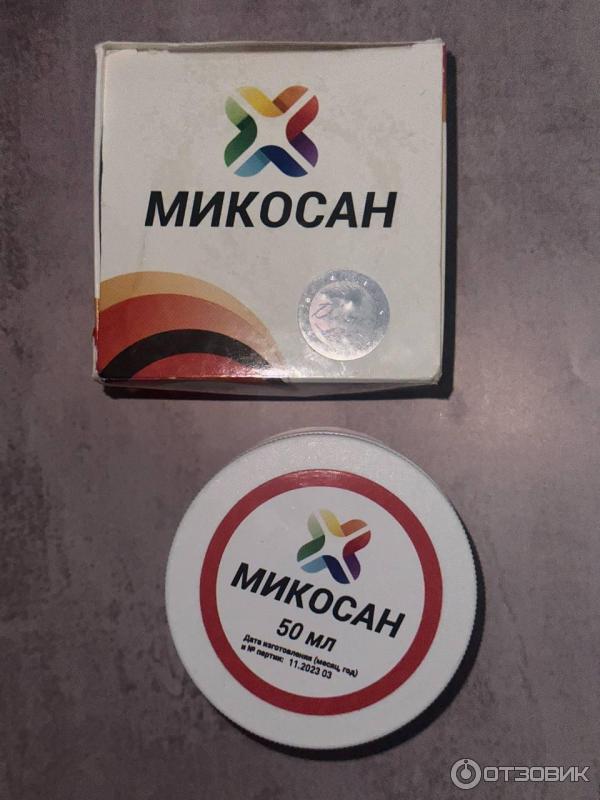 МИКОСАН
МИКОСАН
50 мл
Дата изготовления (месяц, год)
и № партии: 11.2023 03
ОТЗОВИК